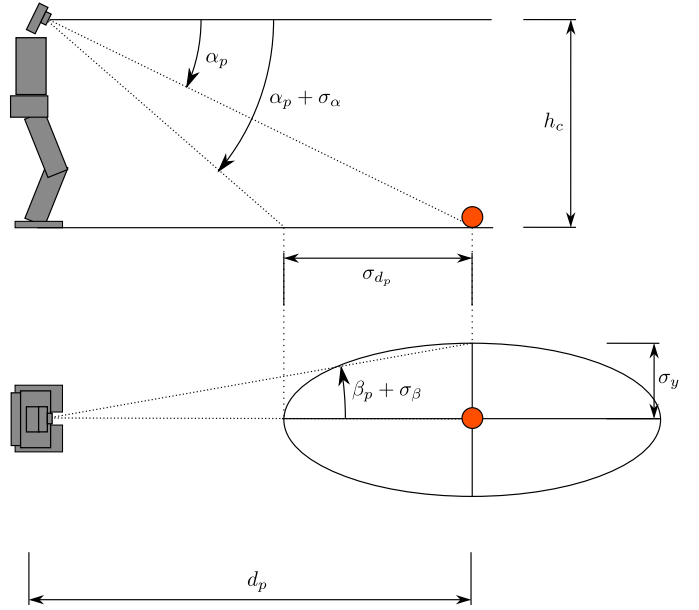 α_p
α_p + σ_α
h_c
σ_{d_p}
β_p + σ_β
σ_y
d_p